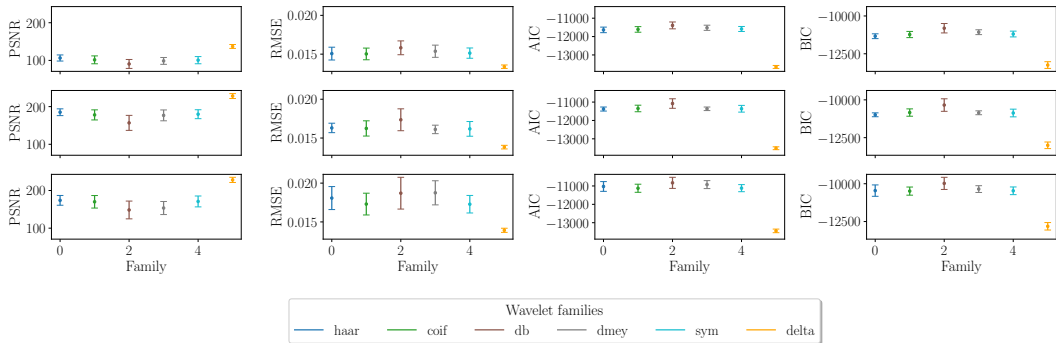 PSNR 200 100
RMSE 0.020 0.015
AIC −11000 −12000 −13000
BIC −10000 −12500
PSNR 200 100
RMSE 0.020 0.015
AIC −11000 −12000 −13000
BIC −10000 −12500
PSNR 200 100
RMSE 0.020 0.015
AIC −11000 −12000 −13000
BIC −10000 −12500
0 2 4 0 2 4 0 2 4 0 2 4
Family Family Family Family
Wavelet families
haar coif db dmey sym delta